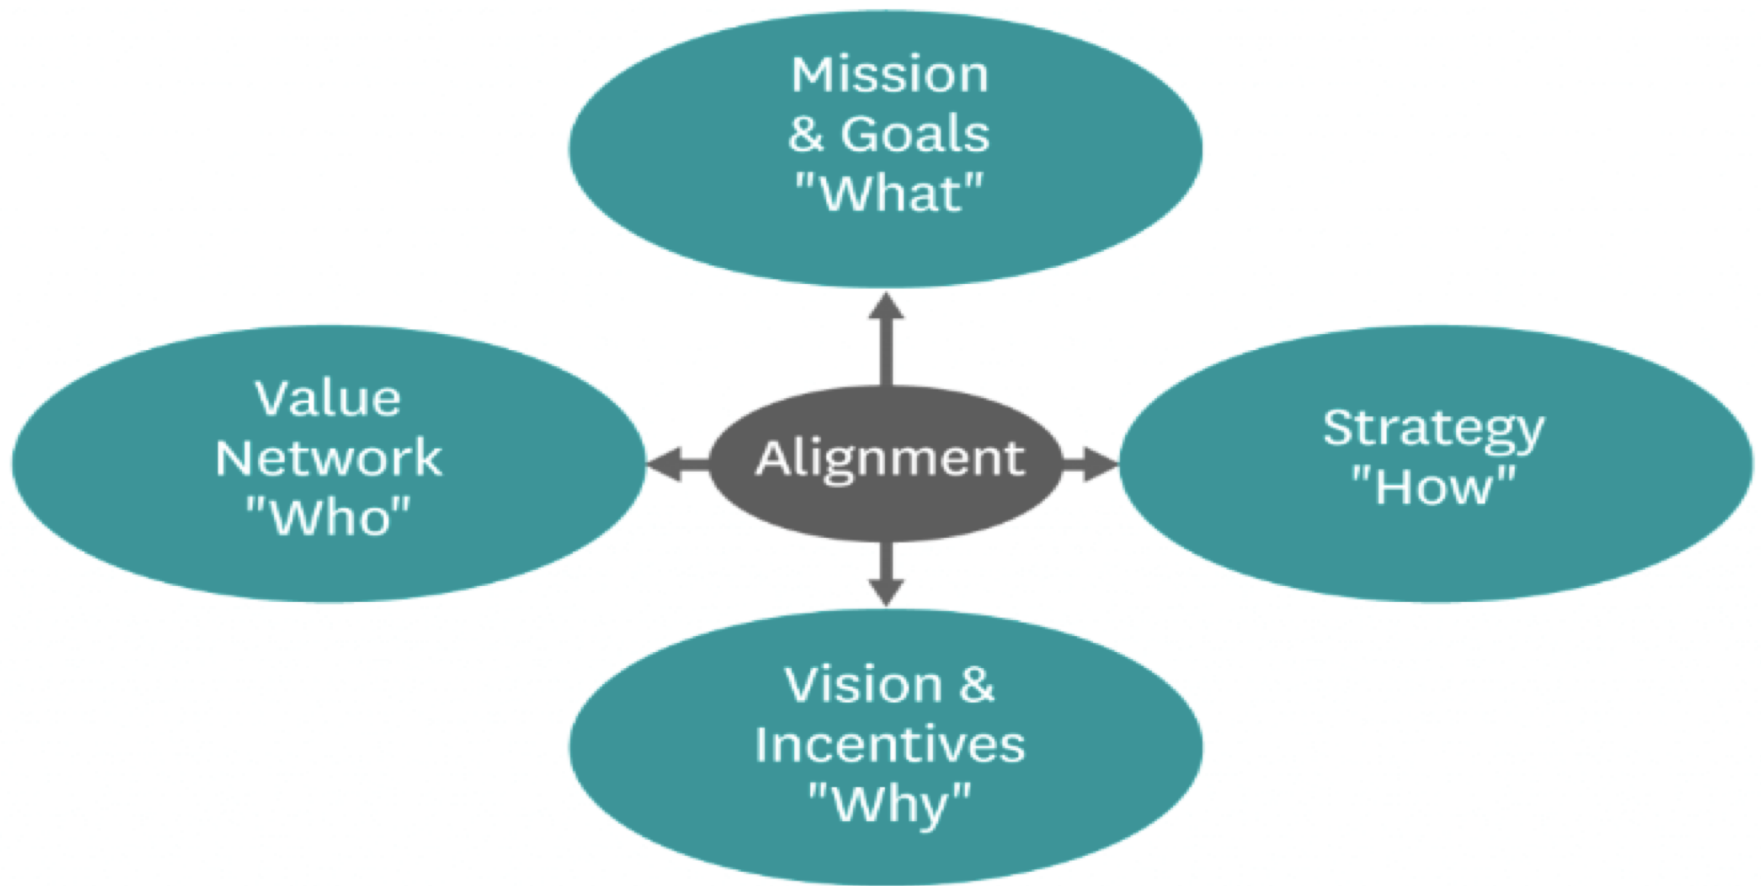 Mission
& Goals
"What"
Value
Network
"Who"
Alignment
Strategy
"How"
Vision &
Incentives
"Why"